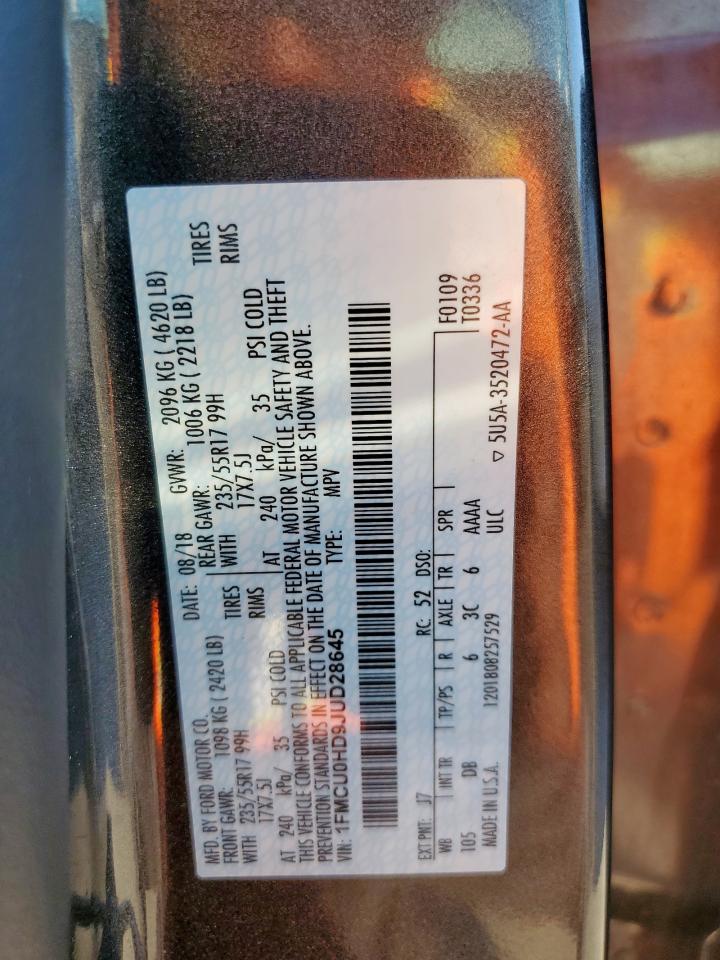 MFD. BY FORD MOTOR CO. DATE: 08/18 GVWR: 2096 KG ( 4620 LB)
FRONT GAWR: 1098 KG ( 2420 LB) REAR GAWR: 1006 KG ( 2218 LB)
WITH 235/55R17 99H TIRES WITH 235/55R17 99H TIRES
17X7.5J RIMS 17X7.5J RIMS
AT 240 kPa/ 35 PSI COLD AT 240 kPa/ 35 PSI COLD
THIS VEHICLE CONFORMS TO ALL APPLICABLE FEDERAL MOTOR VEHICLE SAFETY AND THEFT
PREVENTION STANDARDS IN EFFECT ON THE DATE OF MANUFACTURE SHOWN ABOVE.
VIN: 1FMCU0HD9JUD28645 TYPE: MPV
EXT PNT: J7 RC: 52 DSO: F0109
WB INT TR TP/PS R AXLE TR SPR T0336
105 DB 6 3C 6 AAAA
MADE IN U.S.A. 1201808257529 ULC ▽ 5U5A-3520472-AA